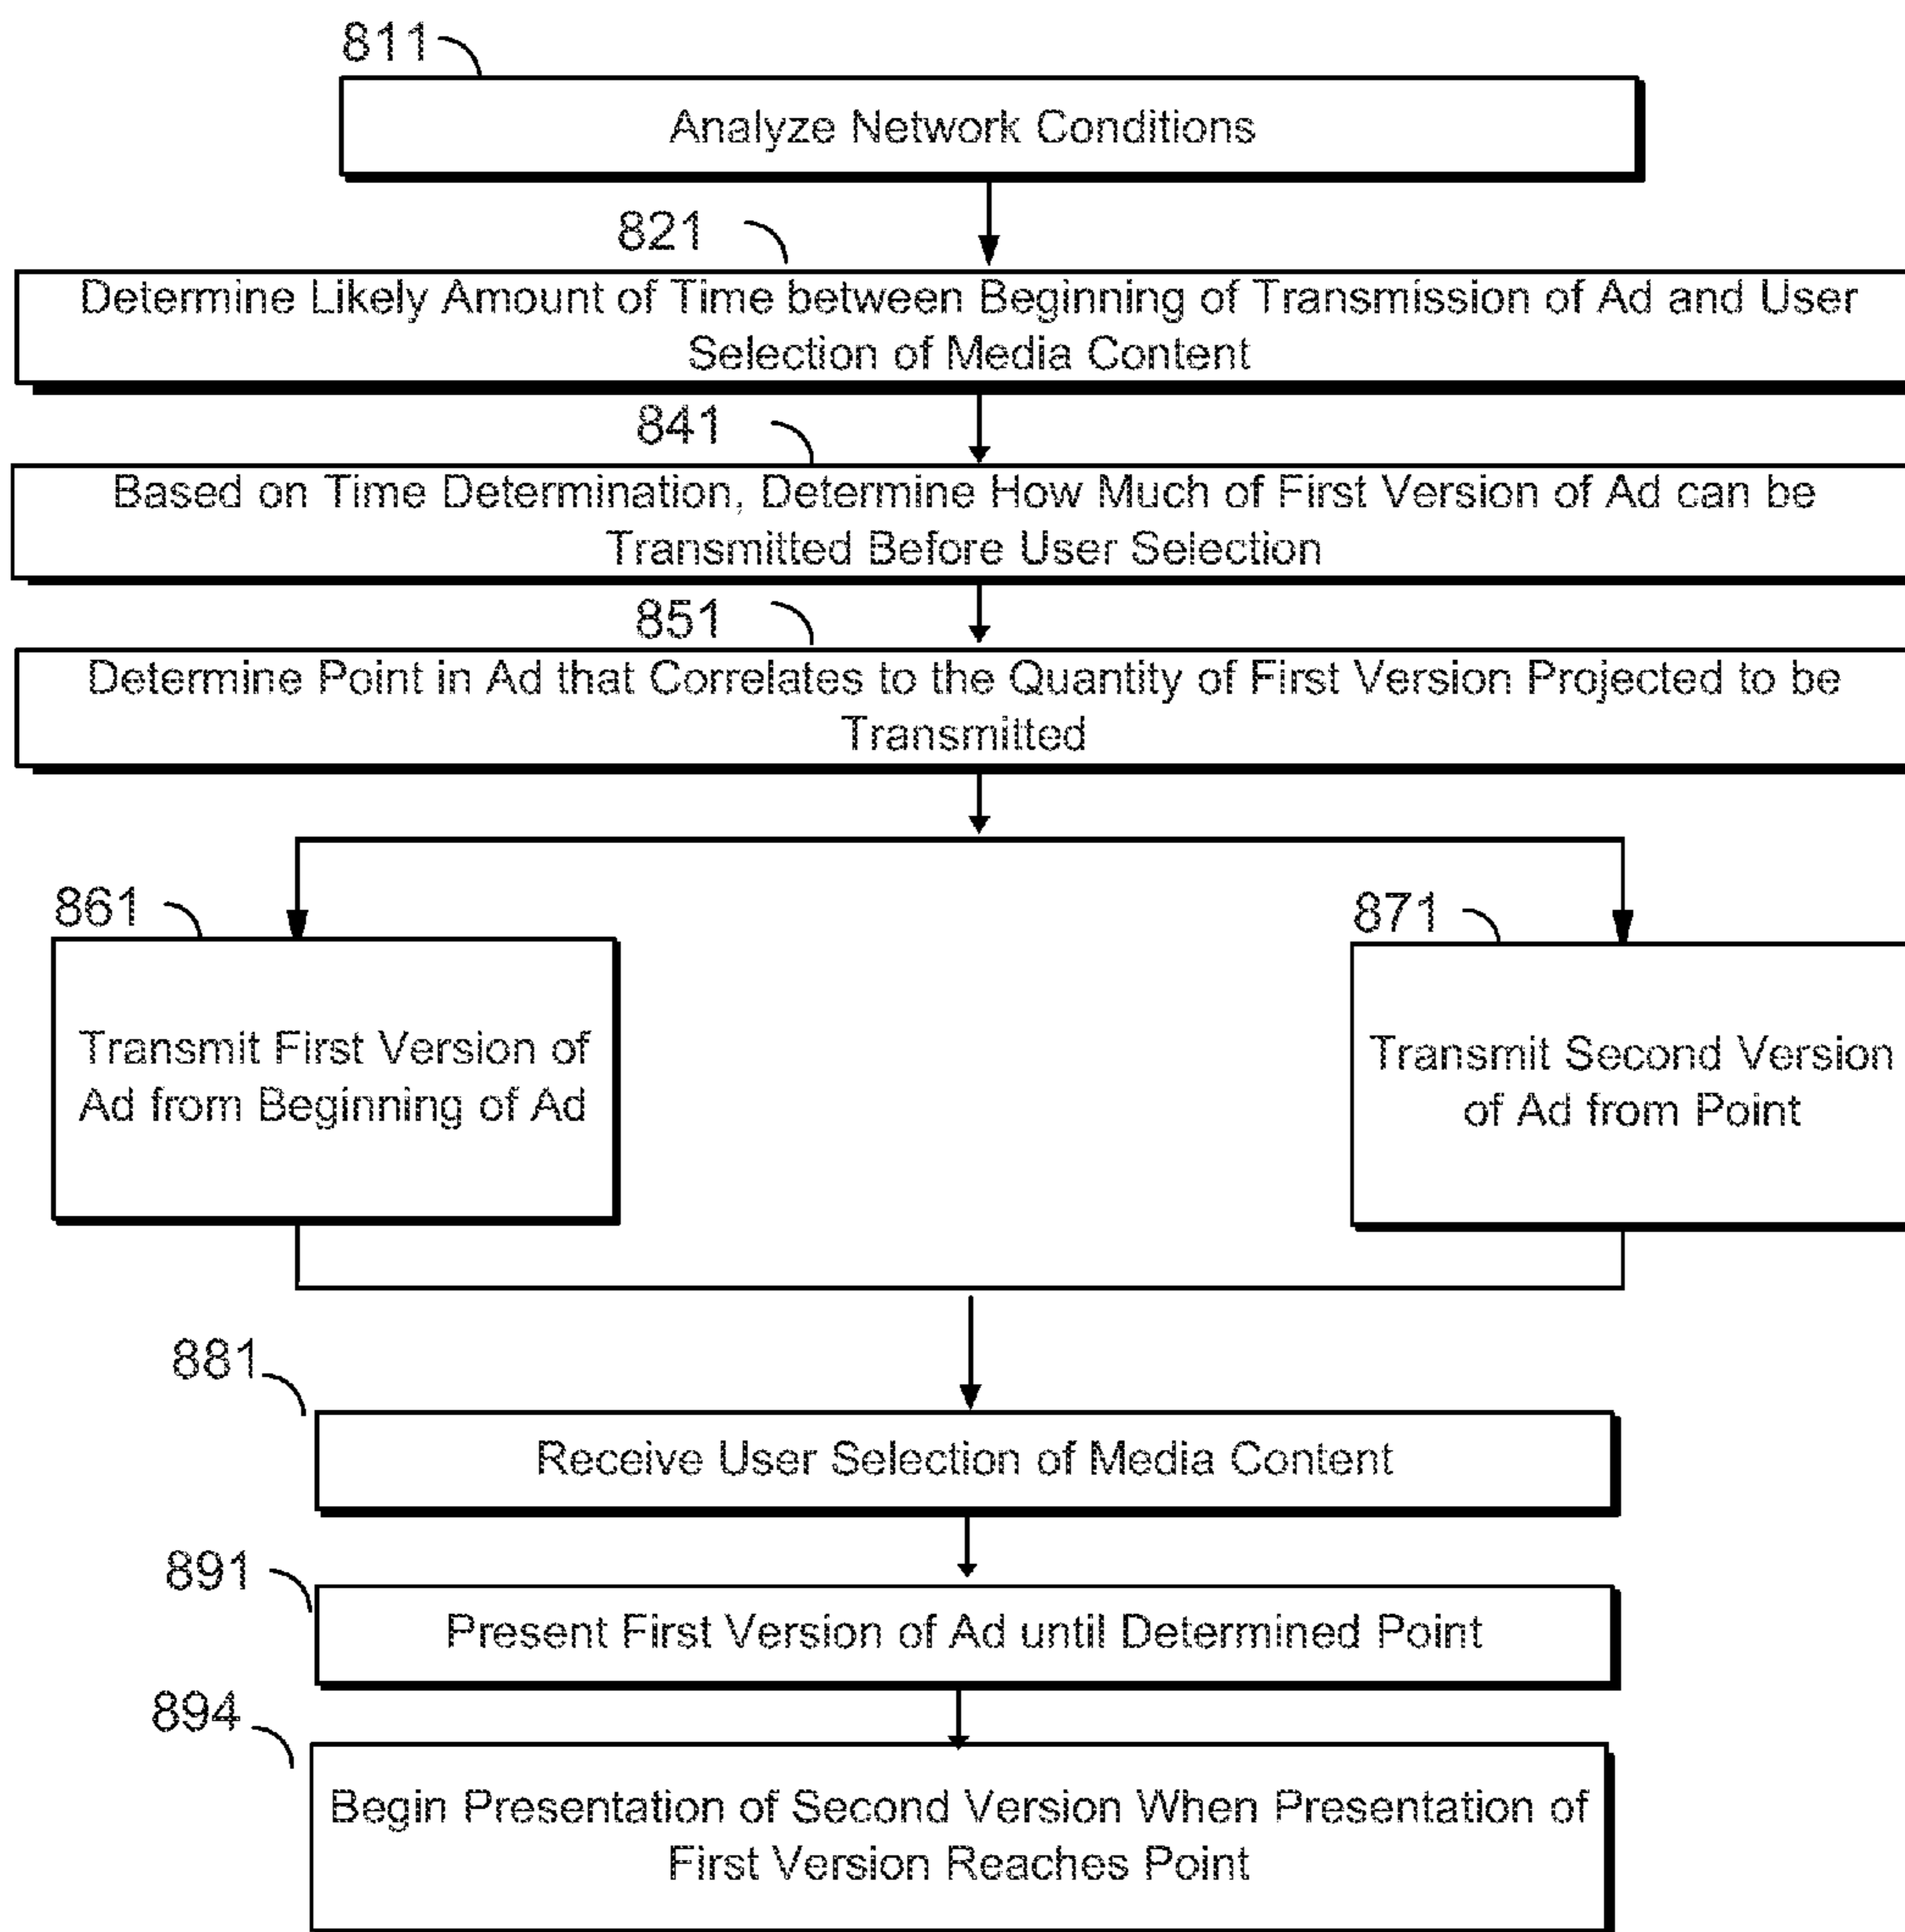 811
Analyze Network Conditions
821
Determine Likely Amount of Time between Beginning of Transmission of Ad and User
Selection of Media Content
841
Based on Time Determination, Determine How Much of First Version of Ad can be
Transmitted Before User Selection
851
Determine Point in Ad that Correlates to the Quantity of First Version Projected to be
Transmitted
861
Transmit First Version of
Ad from Beginning of Ad
871
Transmit Second Version
of Ad from Point
881
Receive User Selection of Media Content
891
Present First Version of Ad until Determined Point
894
Begin Presentation of Second Version When Presentation of
First Version Reaches Point